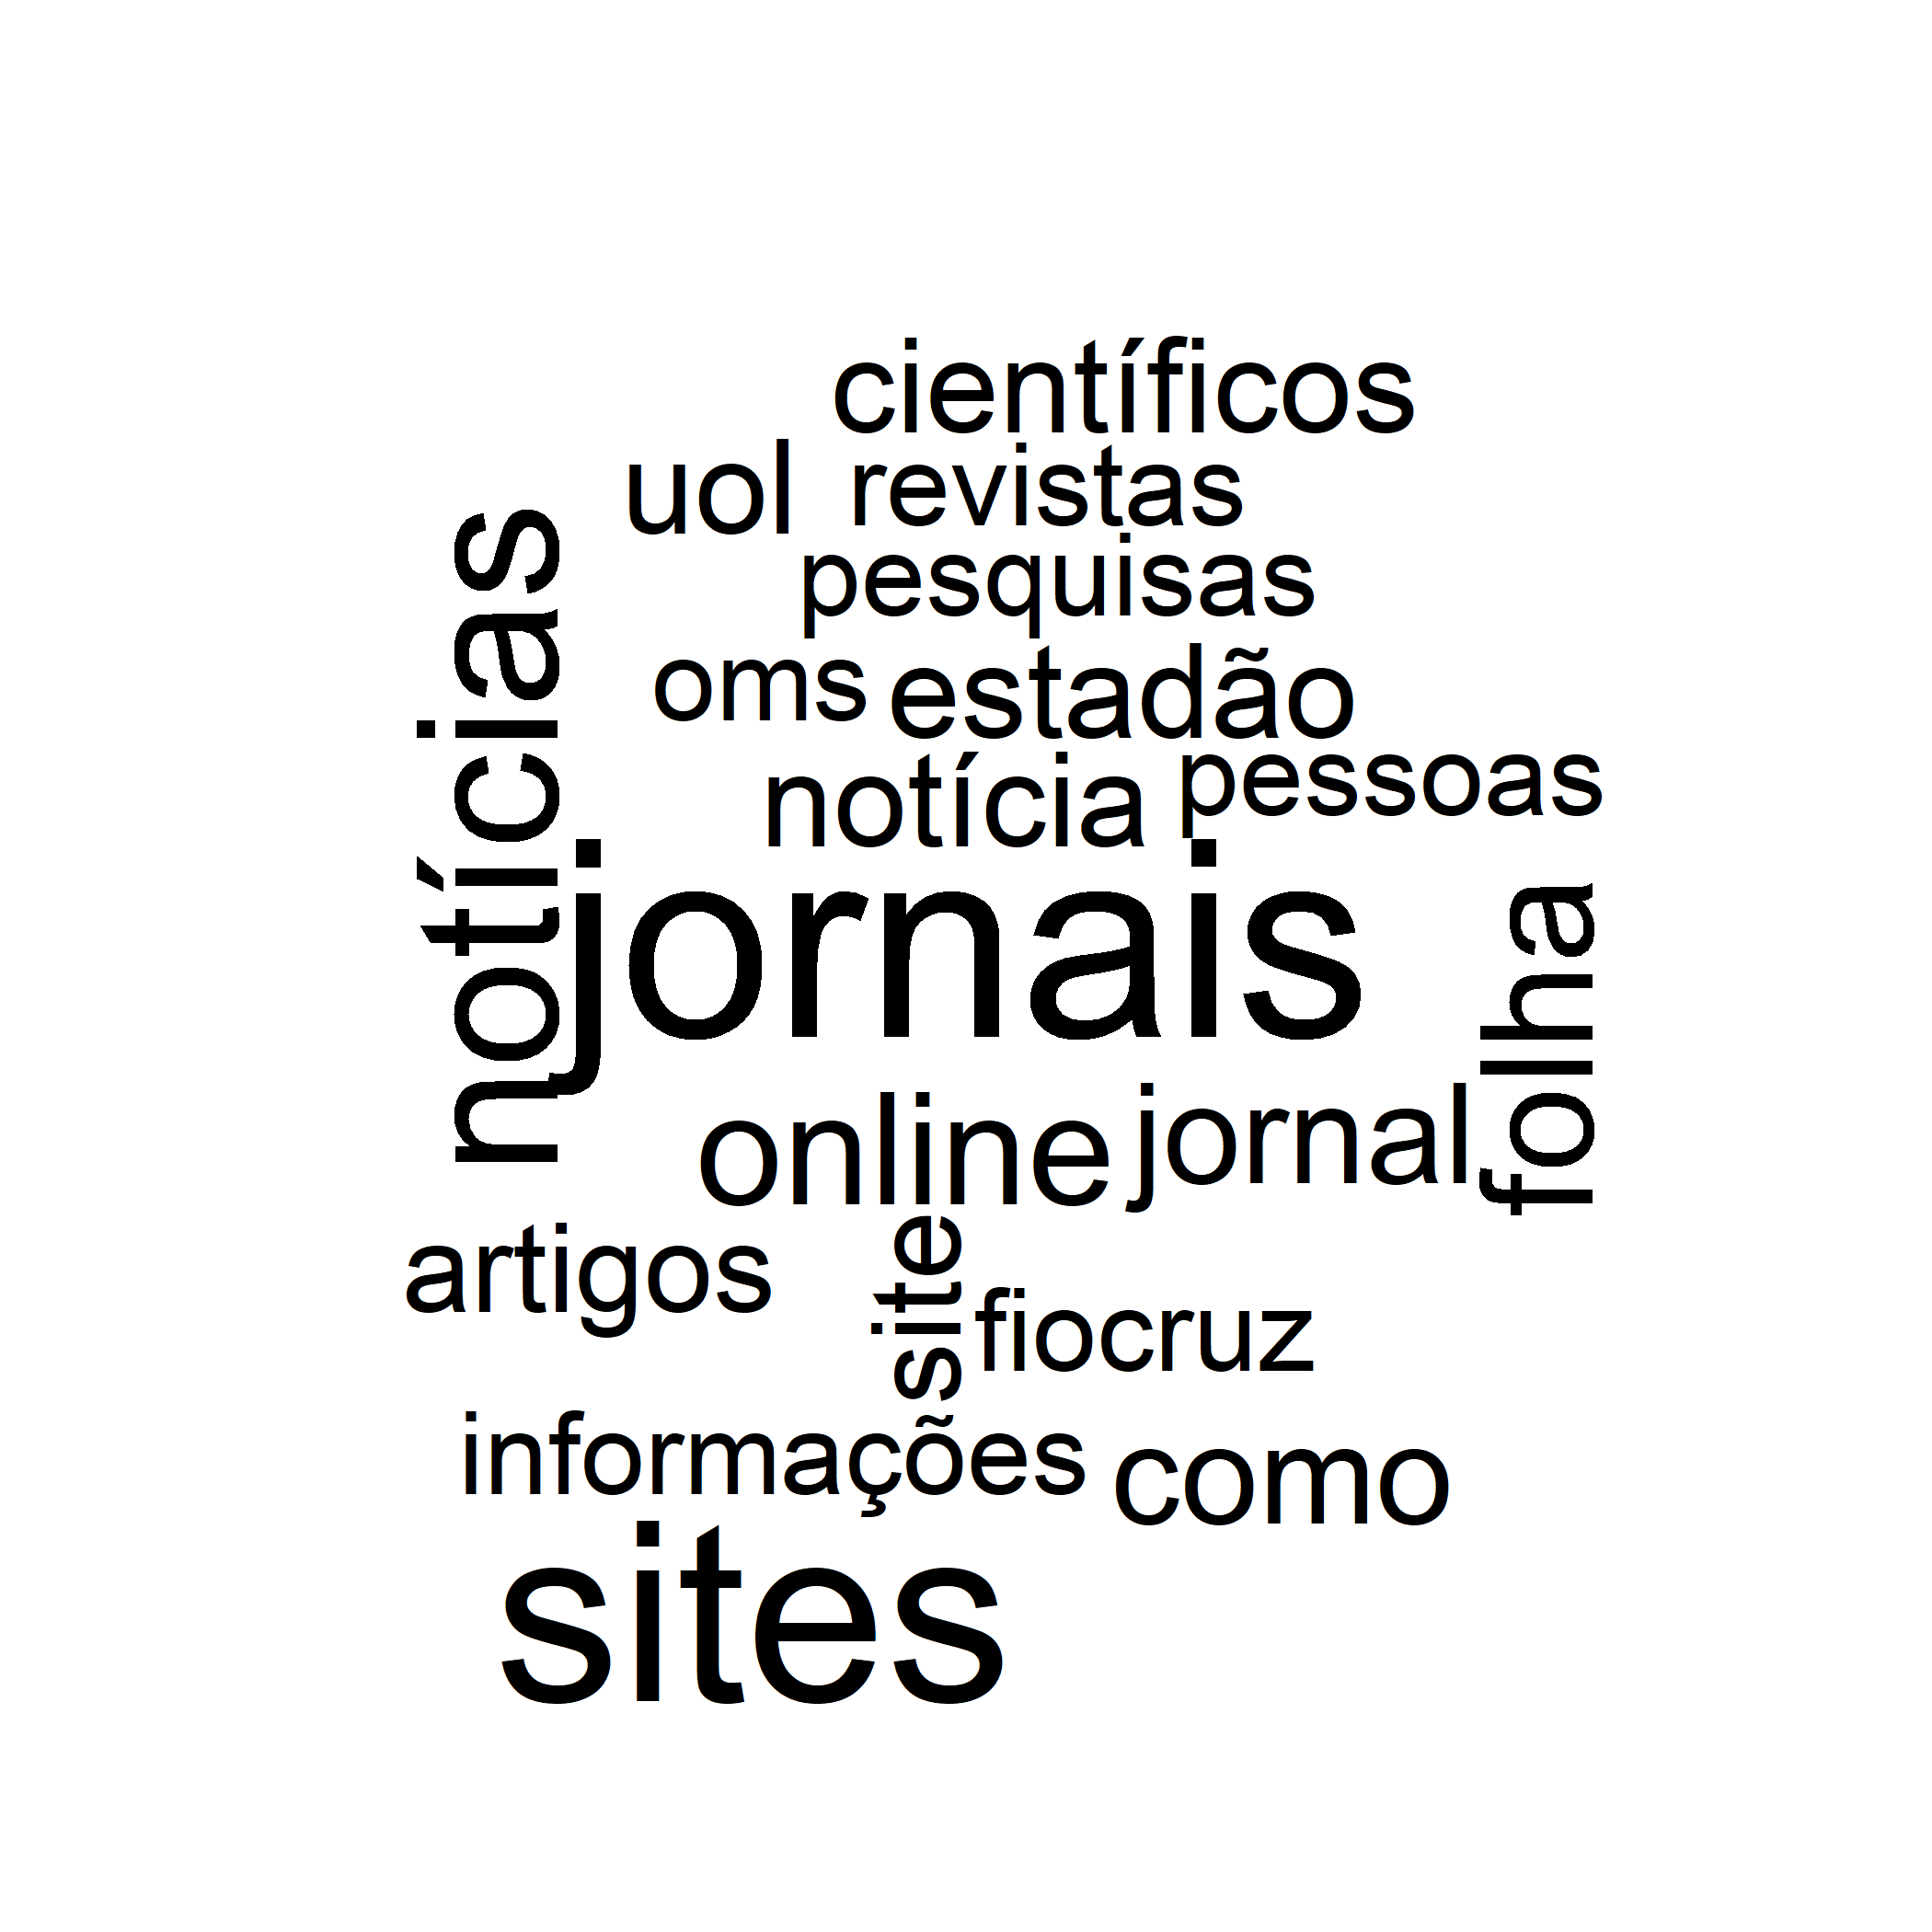 científicos
uol revistas
pesquisas
notícias
oms estadão
notícia pessoas
jornais
folha
online jornal
artigos
site
fiocruz
informações como
sites